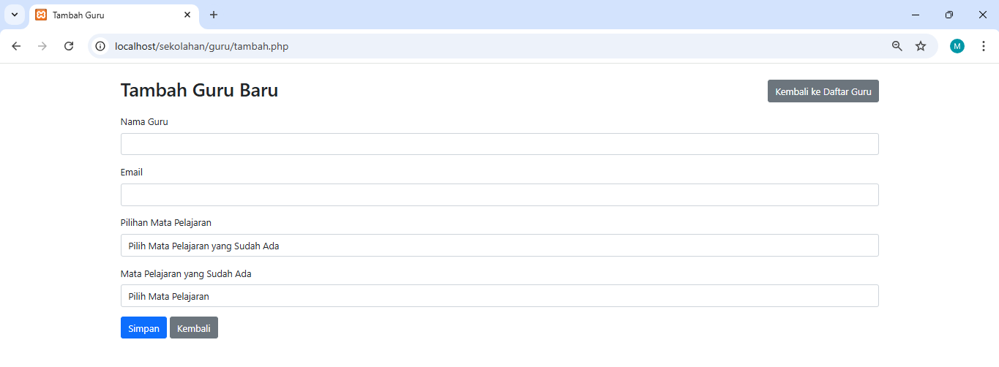 Tambah Guru
localhost/sekolahan/guru/tambah.php
M
Tambah Guru Baru
Kembali ke Daftar Guru
Nama Guru
Email
Pilihan Mata Pelajaran
Pilih Mata Pelajaran yang Sudah Ada
Mata Pelajaran yang Sudah Ada
Pilih Mata Pelajaran
Simpan
Kembali